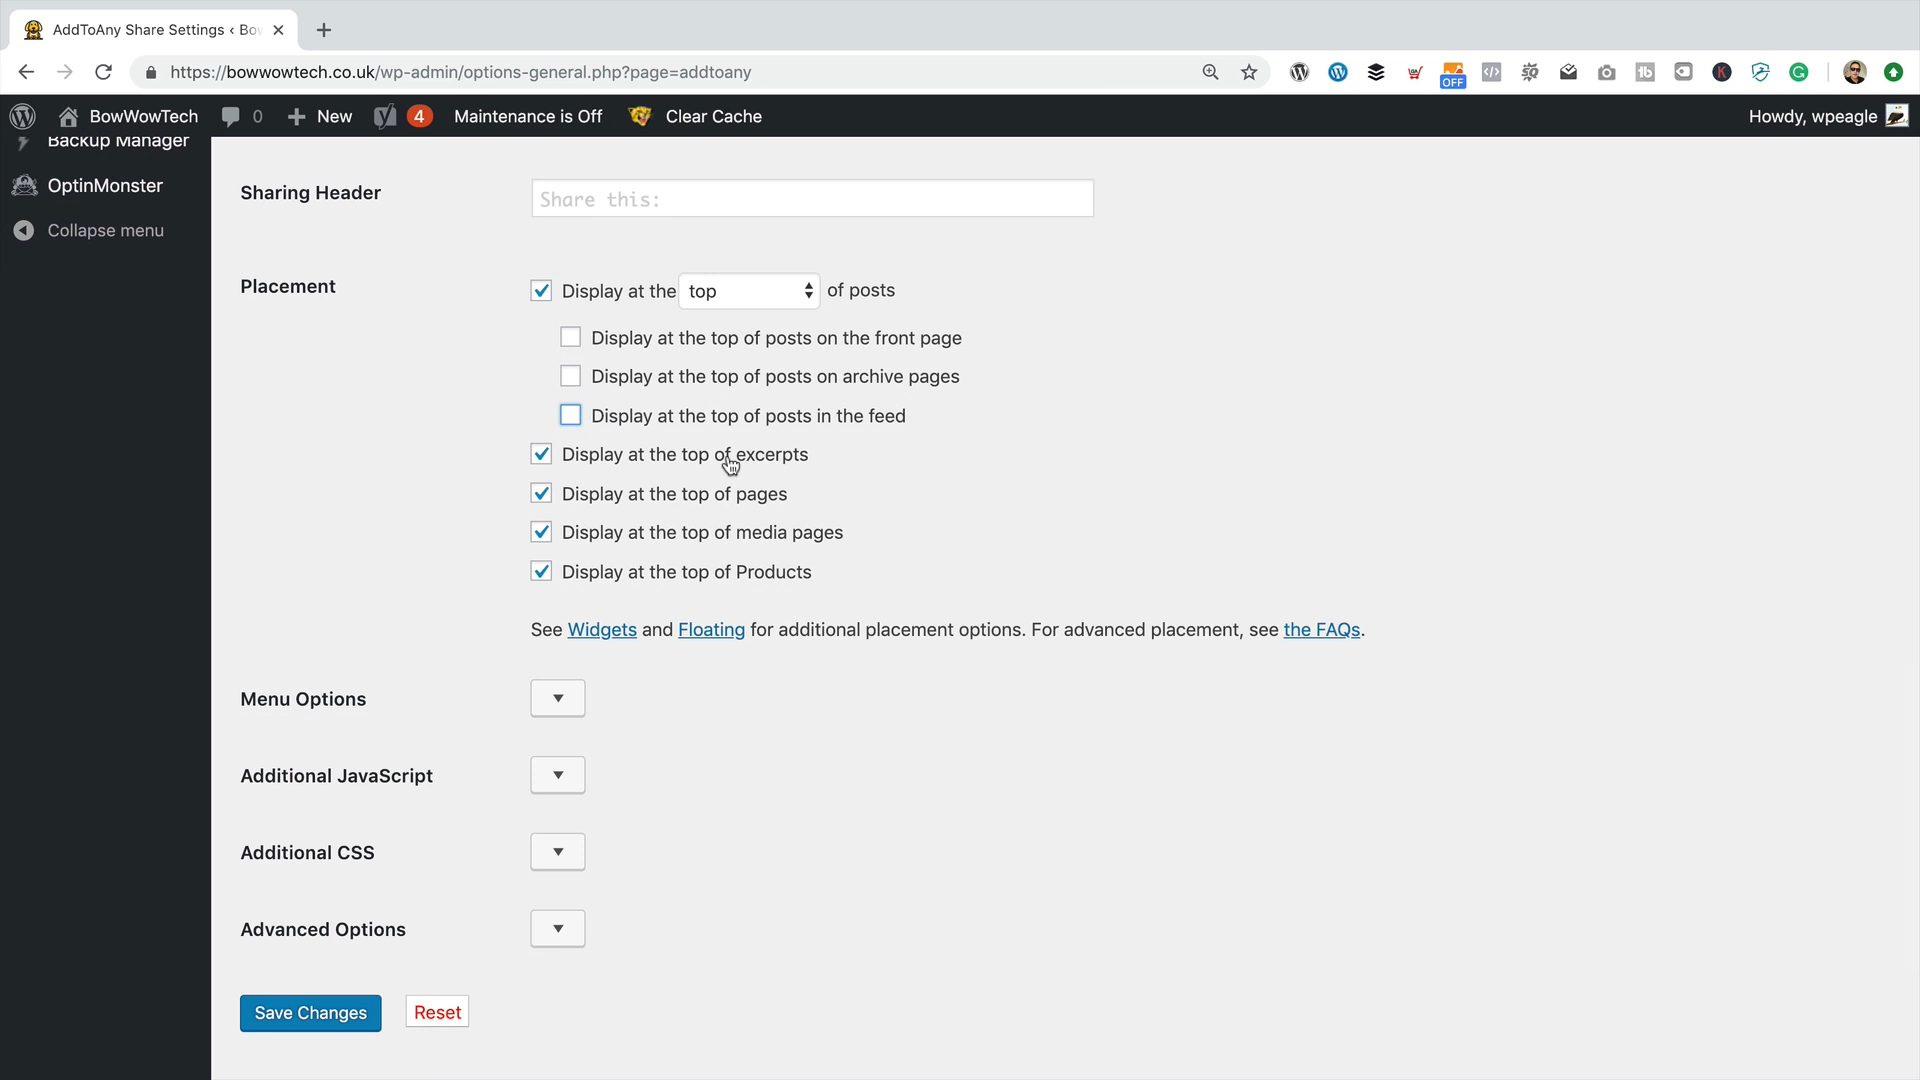 AddToAny Share Settings ‹ Bow
https://bowwowtech.co.uk/wp-admin/options-general.php?page=addtoany
OFF
BowWowTech 0 New 4 Maintenance is Off Clear Cache Howdy, wpeagle
Backup Manager
OptinMonster
Collapse menu
Sharing Header
Share this:
Placement
Display at the top of posts
Display at the top of posts on the front page
Display at the top of posts on archive pages
Display at the top of posts in the feed
Display at the top of excerpts
Display at the top of pages
Display at the top of media pages
Display at the top of Products
See Widgets and Floating for additional placement options. For advanced placement, see the FAQs.
Menu Options
Additional JavaScript
Additional CSS
Advanced Options
Save Changes Reset